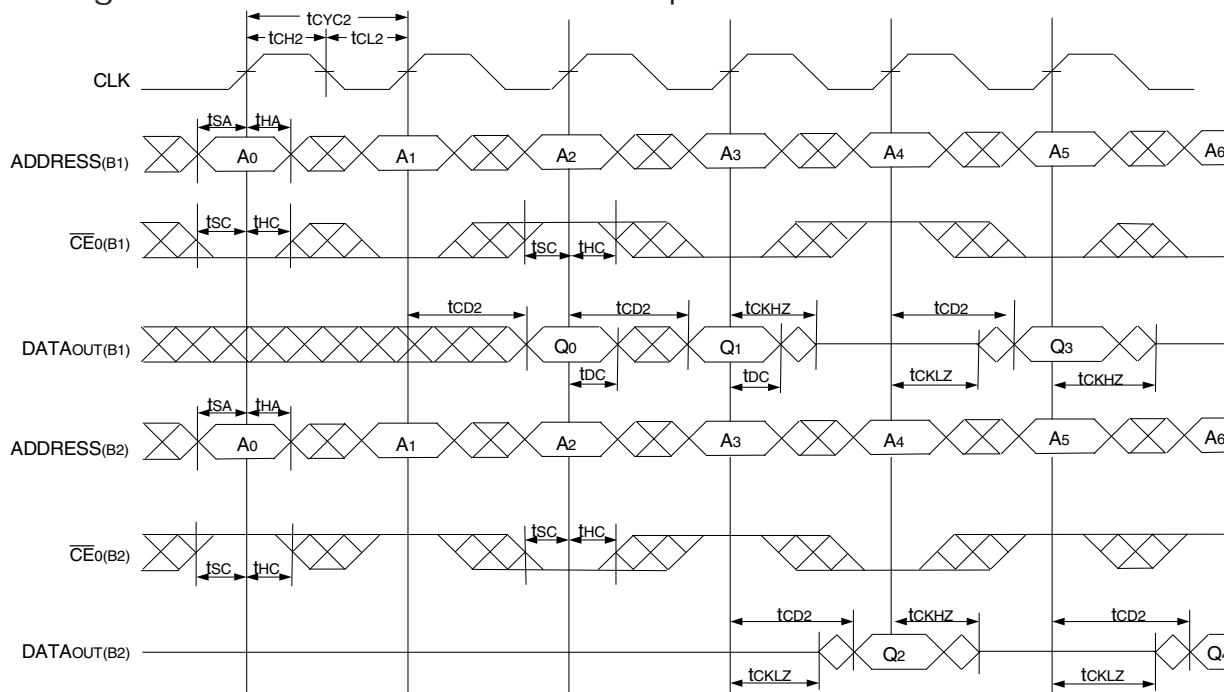 tCYC2
tCH2 tCL2
CLK
tSA tHA
ADDRESS(B1) A0 A1 A2 A3 A4 A5 A6
tSC tHC
CE0(B1)
tSC tHC
tCD2 tCD2 tCKHZ tCD2
DATAOUT(B1) Q0 Q1 Q3
tDC tDC tCKLZ tCKHZ
tSA tHA
ADDRESS(B2) A0 A1 A2 A3 A4 A5 A6
tSC tHC
CE0(B2)
tSC tHC
tCD2 tCKHZ tCD2
DATAOUT(B2) Q2 Q4
tCKLZ tCKLZ